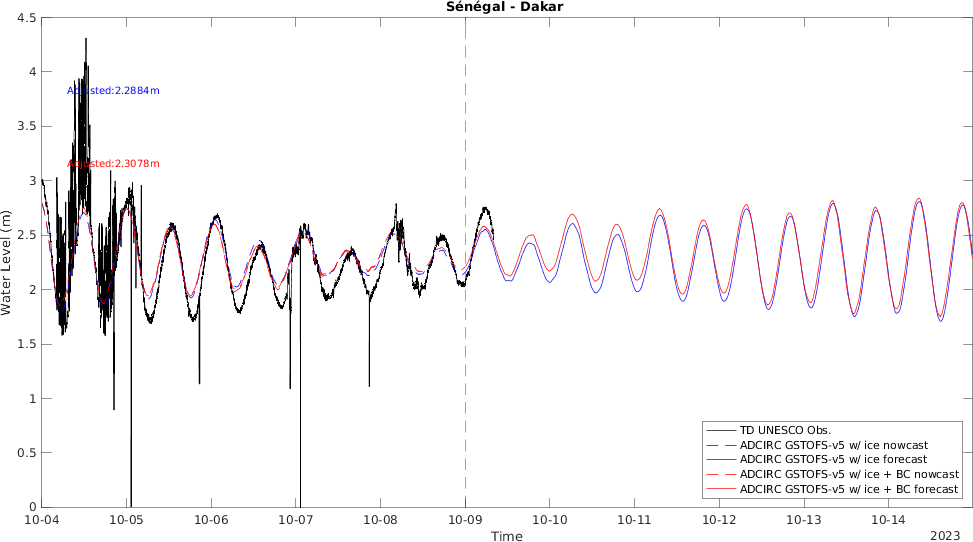 Sénégal - Dakar
4.5
4
3.5
3
2.5
2
1.5
1
0.5
0
Water Level (m)
Adjusted:2.2884m
Adjusted:2.3078m
TD UNESCO Obs.
ADCIRC GSTOFS-v5 w/ ice nowcast
ADCIRC GSTOFS-v5 w/ ice forecast
ADCIRC GSTOFS-v5 w/ ice + BC nowcast
ADCIRC GSTOFS-v5 w/ ice + BC forecast
10-04 10-05 10-06 10-07 10-08 10-09 10-10 10-11 10-12 10-13 10-14
Time
2023